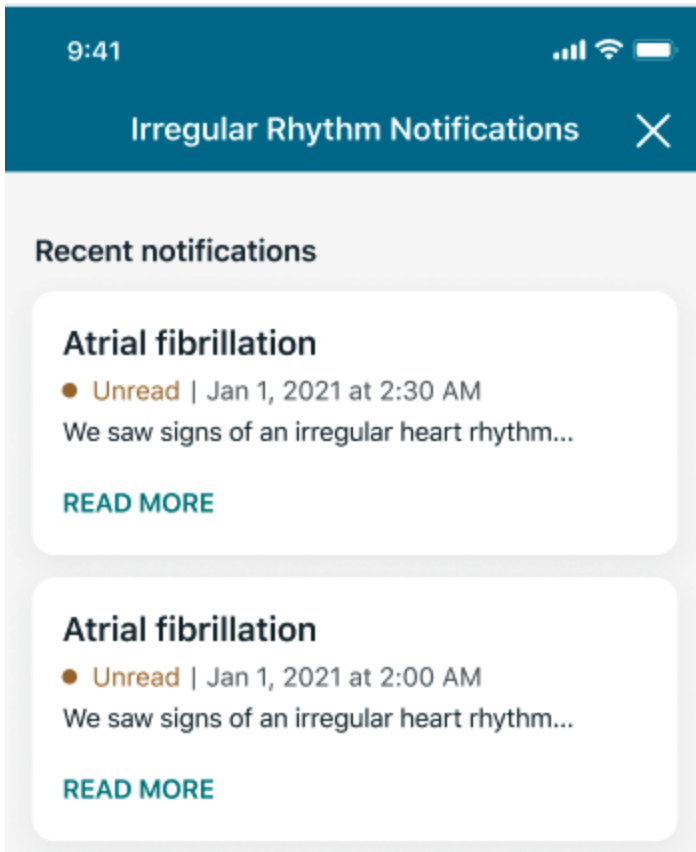 9:41
Irregular Rhythm Notifications
Recent notifications
Atrial fibrillation
Unread | Jan 1, 2021 at 2:30 AM
We saw signs of an irregular heart rhythm...
READ MORE
Atrial fibrillation
Unread | Jan 1, 2021 at 2:00 AM
We saw signs of an irregular heart rhythm...
READ MORE